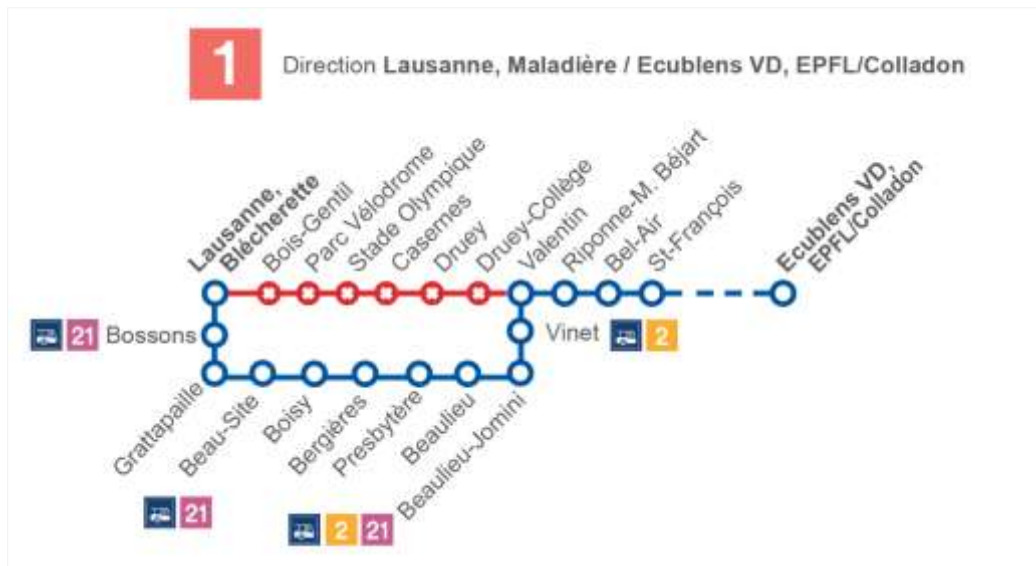 1
Direction Lausanne, Maladière / Ecublens VD, EPFL/Colladon
Lausanne,
Blécherette
Bois-Gentil
Parc Vélodrome
Stade Olympique
Casernes
Druey
Druey-Collège
Valentin
Riponne-M. Béjart
Bel-Air
St-François
Ecublens VD,
EPFL/Colladon
21 Bossons
Vinet 2
Grattapaille
Beau-Site
Boisy
Bergières
Presbytère
Beaulieu
Beaulieu-Jomini
21
2 21